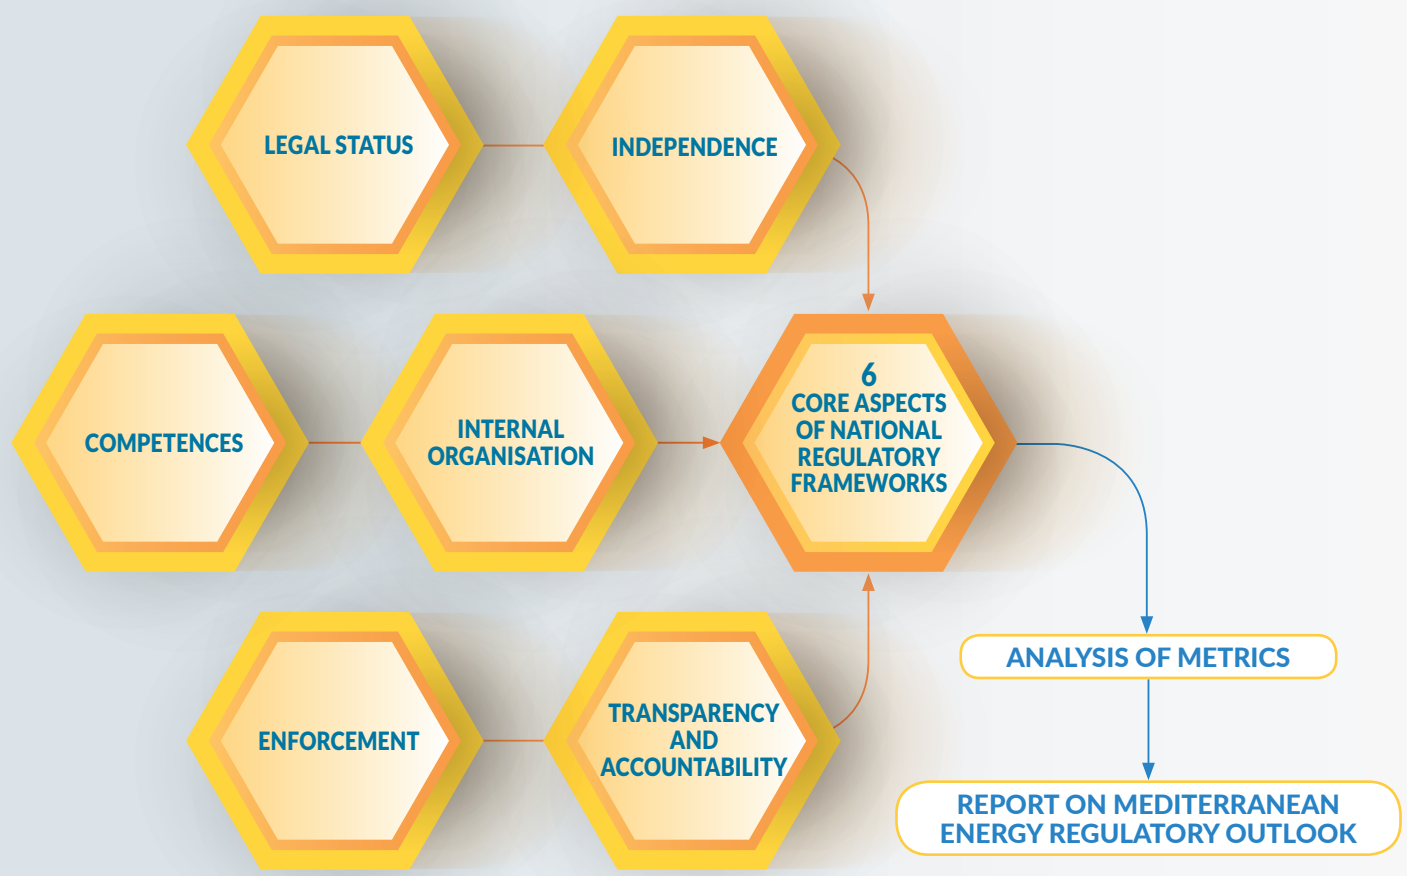 LEGAL STATUS
INDEPENDENCE
COMPETENCES
INTERNAL
ORGANISATION
6
CORE ASPECTS
OF NATIONAL
REGULATORY
FRAMEWORKS
ENFORCEMENT
TRANSPARENCY
AND
ACCOUNTABILITY
ANALYSIS OF METRICS
REPORT ON MEDITERRANEAN
ENERGY REGULATORY OUTLOOK